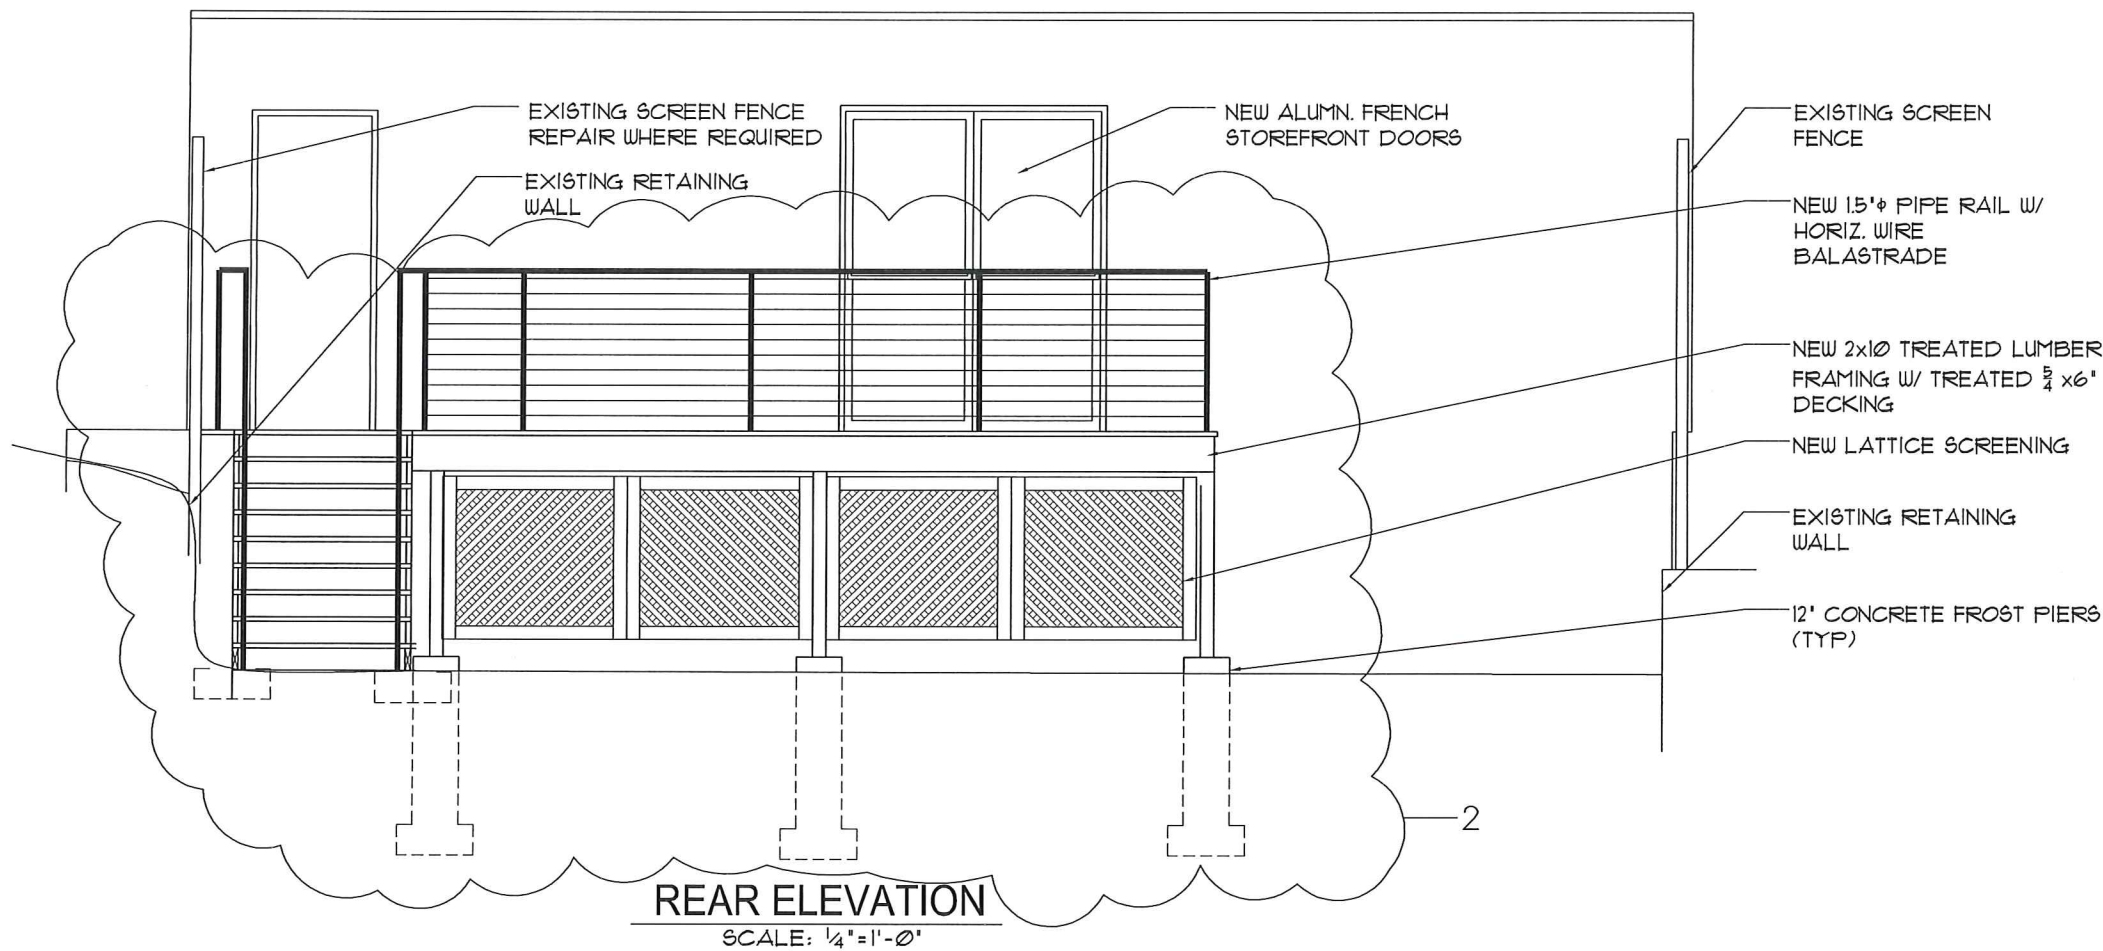 EXISTING SCREEN FENCE
REPAIR WHERE REQUIRED
EXISTING RETAINING
WALL
NEW ALUMN. FRENCH
STOREFRONT DOORS
EXISTING SCREEN
FENCE
NEW 1.5"ϕ PIPE RAIL W/
HORIZ. WIRE
BALASTRADE
NEW 2x10 TREATED LUMBER
FRAMING W/ TREATED 5/4 x6"
DECKING
NEW LATTICE SCREENING
EXISTING RETAINING
WALL
12" CONCRETE FROST PIERS
(TYP)
2
REAR ELEVATION
SCALE: 1/4"=1'-0"